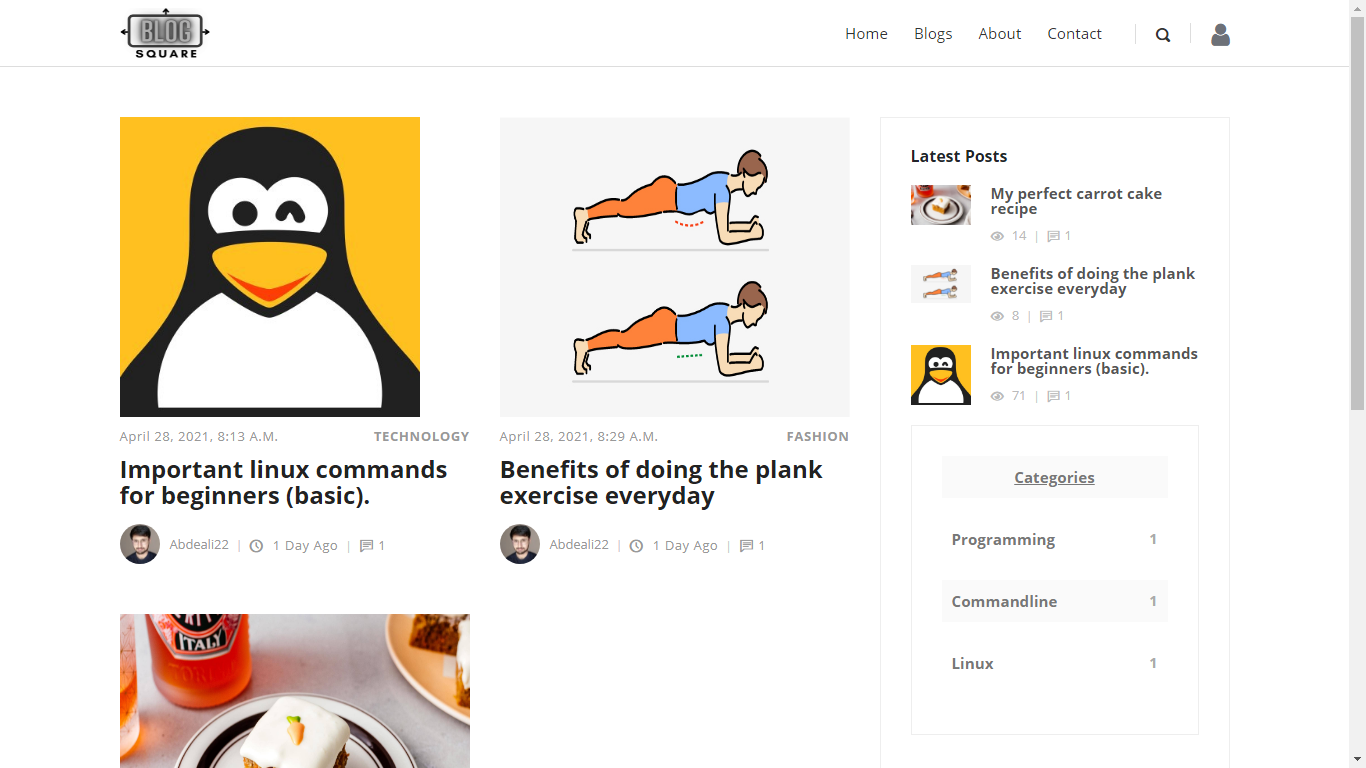 BLOG
SQUARE
Home Blogs About Contact
April 28, 2021, 8:13 A.M. TECHNOLOGY
Important linux commands
for beginners (basic).
Abdeali22 | 1 Day Ago | 1
April 28, 2021, 8:29 A.M. FASHION
Benefits of doing the plank
exercise everyday
Abdeali22 | 1 Day Ago | 1
ITALY
Latest Posts
My perfect carrot cake
recipe
14 | 1
Benefits of doing the plank
exercise everyday
8 | 1
Important linux commands
for beginners (basic).
71 | 1
Categories
Programming 1
Commandline 1
Linux 1